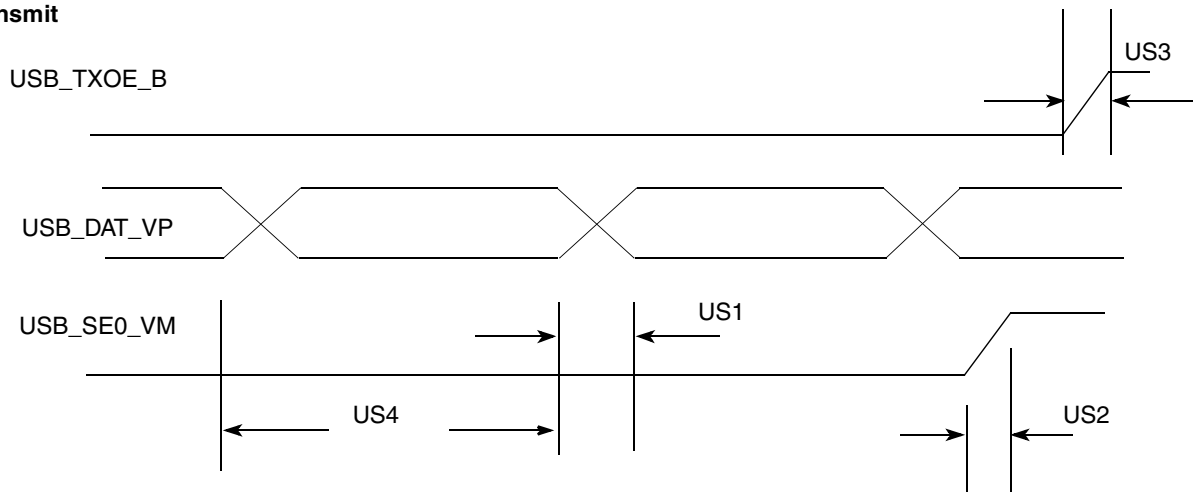 nsmit
US3
USB_TXOE_B
USB_DAT_VP
US1
USB_SE0_VM
US4
US2